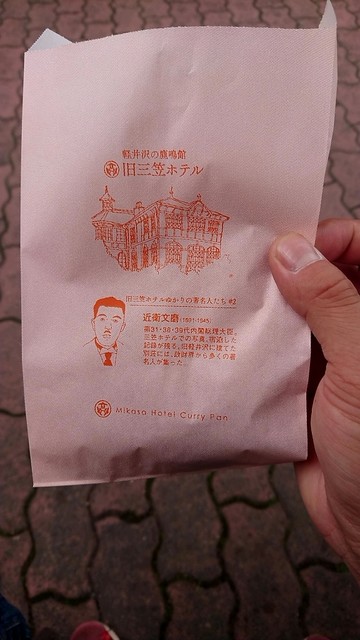 軽井沢の鹿鳴館
旧三笠ホテル
旧三笠ホテルゆかりの著名人たち #2
近衛文麿(1891-1945)
第34・38・39代内閣総理大臣。
三笠ホテルでの写真、宿泊した
記録が残る。旧軽井沢に建てた
別荘には、政財界から多くの著
名人が集った。
Mikasa Hotel Curry Pan